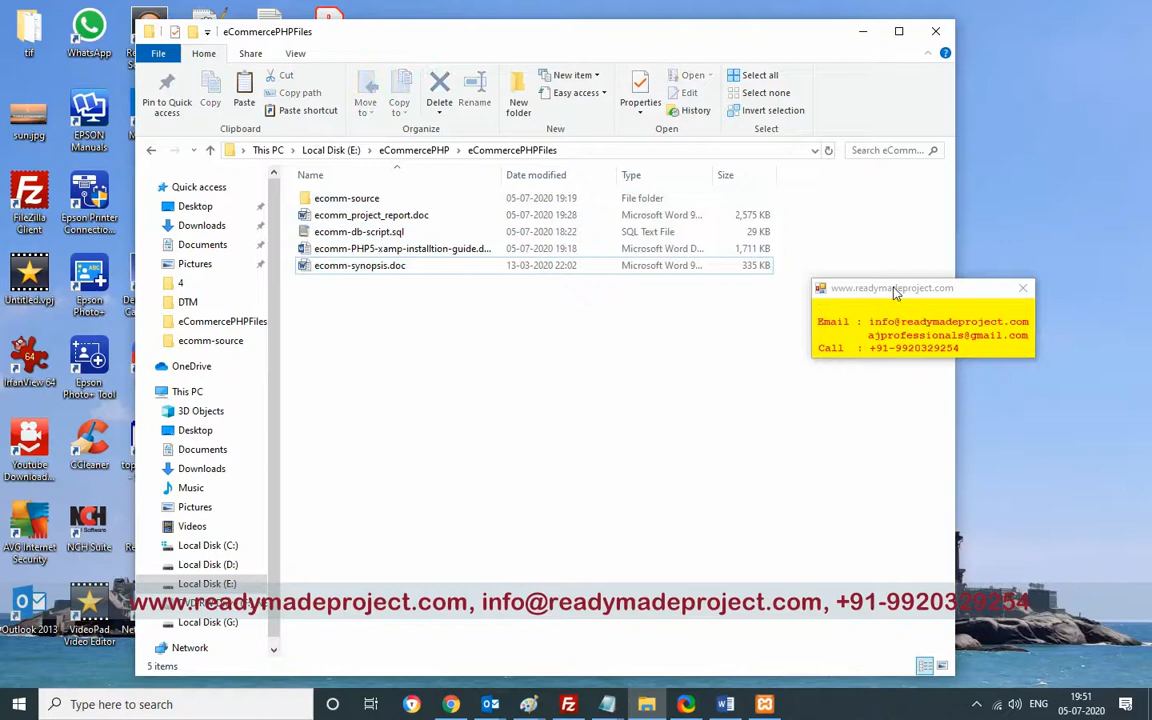 eCommercePHPFiles
File Home Share View
Pin to Quick access
Copy
Paste
Cut
Copy path
Paste shortcut
Clipboard
Move to
Copy to
Delete
Rename
Organize
New folder
New item
Easy access
New
Properties
Open
Edit
History
Open
Select all
Select none
Invert selection
Select
This PC Local Disk (E:) eCommercePHP eCommercePHPFiles
Search eComm...
Name Date modified Type Size
ecomm-source 05-07-2020 19:19 File folder
ecomm_project_report.doc 05-07-2020 19:28 Microsoft Word 9... 2,575 KB
ecomm-db-script.sql 05-07-2020 18:22 SQL Text File 29 KB
ecomm-PHP5-xamp-installtion-guide.d... 05-07-2020 19:18 Microsoft Word D... 1,711 KB
ecomm-synopsis.doc 13-03-2020 22:02 Microsoft Word 9... 335 KB
Quick access
Desktop
Downloads
Documents
Pictures
4
DTM
eCommercePHPFiles
ecomm-source
OneDrive
This PC
3D Objects
Desktop
Documents
Downloads
Music
Pictures
Videos
Local Disk (C:)
Local Disk (D:)
Local Disk (E:)
Local Disk (G:)
Network
5 items
www.readymadeproject.com
Email : info@readymadeproject.com
ajprofessionals@gmail.com
Call : +91-9920329254
www.readymadeproject.com, info@readymadeproject.com, +91-9920329254
tif
WhatsApp
sun.jpg
EPSON Manuals
FileZilla Client
Epson Printer Connectio...
Untitled.vpj
Epson Photo+
IrfanView 64
Epson Photo+ Tool
Youtube Download...
CCleaner
AVG Internet Security
NCH Suite
Outlook 2013
VideoPad Video Editor
Type here to search
ENG
19:51
05-07-2020